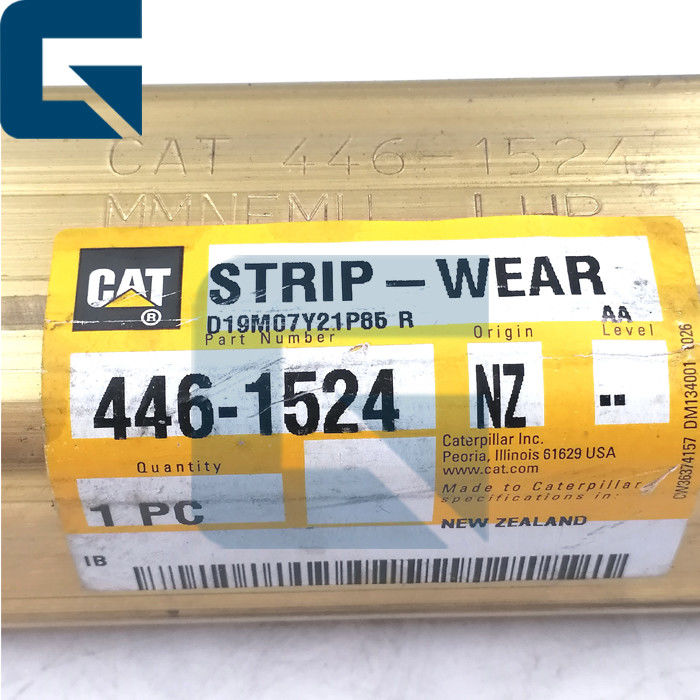 CAT 446-1524
CAT
®
STRIP – WEAR
D19M07Y21P85 R
AA
Part Number
Origin
Level
446-1524
NZ
--
Quantity
1 PC
Caterpillar Inc.
Peoria, Illinois 61629 USA
www.cat.com
Made to Caterpillar
specifications in:
NEW ZEALAND
IB
CW36374157 DM134001